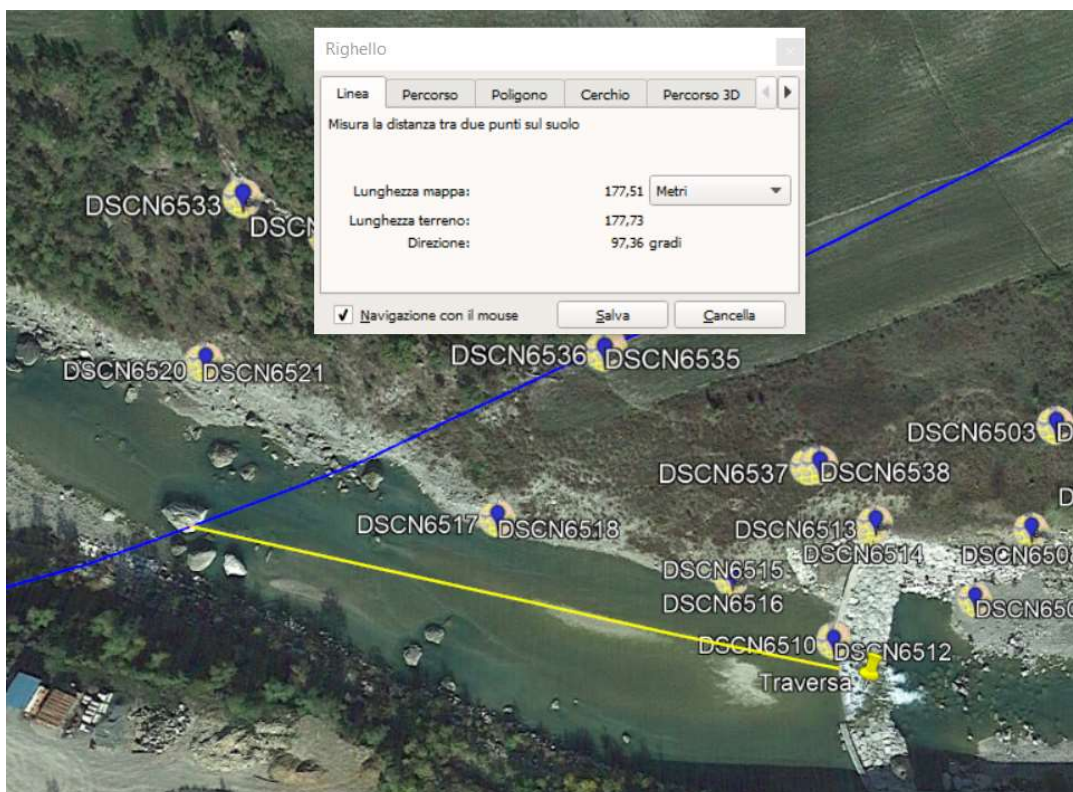 Righello
Linea
Percorso
Poligono
Cerchio
Percorso 3D
Misura la distanza tra due punti sul suolo
Lunghezza mappa: 177,51 Metri
Lunghezza terreno: 177,73
Direzione: 97,36 gradi
Navigazione con il mouse
Salva
Cancella
DSCN6533
DSCN6536 DSCN6535
DSCN6520 DSCN6521
DSCN6503
DSCN6537 DSCN6538
DSCN6517 DSCN6518
DSCN6513
DSCN6514
DSCN6515
DSCN6516
DSCN6510 DSCN6512
Traversa